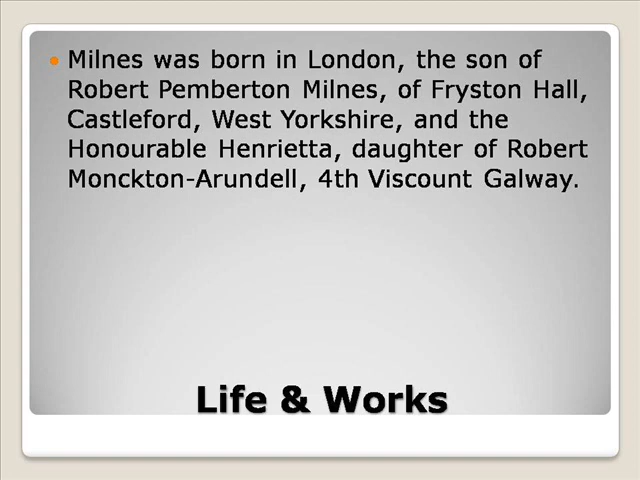 Milnes was born in London, the son of
Robert Pemberton Milnes, of Fryston Hall,
Castleford, West Yorkshire, and the
Honourable Henrietta, daughter of Robert
Monckton-Arundell, 4th Viscount Galway.
Life & Works